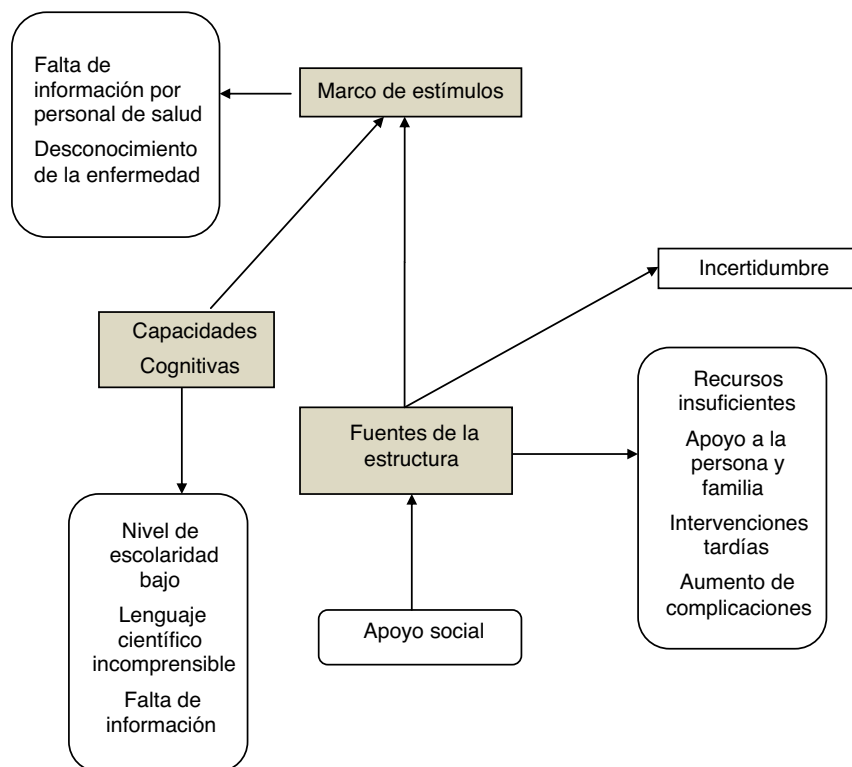 Falta de
información por
personal de salud
Desconocimiento
de la enfermedad
Marco de estímulos
Incertidumbre
Capacidades
Cognitivas
Fuentes de la
estructura
Recursos
insuficientes
Apoyo a la
persona y
familia
Intervenciones
tardías
Aumento de
complicaciones
Nivel de
escolaridad
bajo
Lenguaje
científico
incomprensible
Falta de
información
Apoyo social